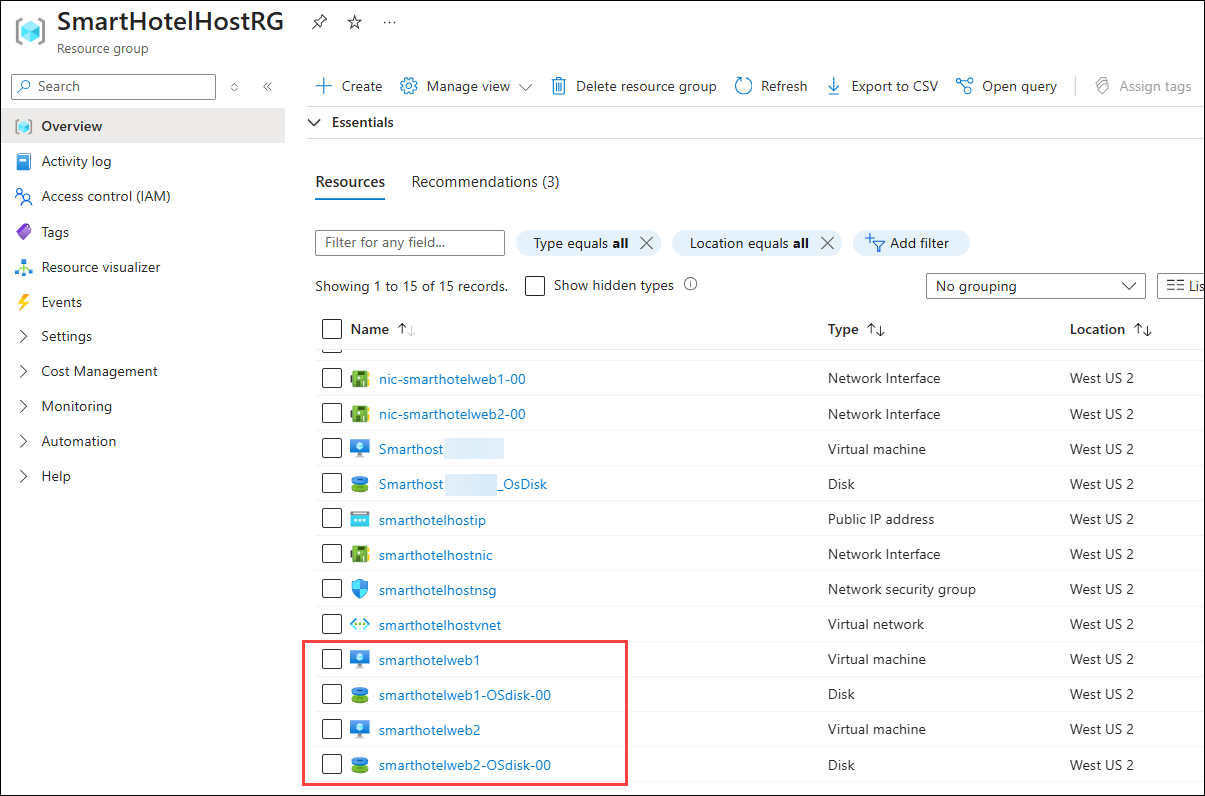 SmartHotelHostRG
Resource group
Search
Create Manage view Delete resource group Refresh Export to CSV Open query Assign tags
Essentials
Overview
Activity log
Access control (IAM)
Tags
Resource visualizer
Events
Settings
Cost Management
Monitoring
Automation
Help
Resources Recommendations (3)
Filter for any field... Type equals all Location equals all Add filter
Showing 1 to 15 of 15 records. Show hidden types No grouping Lis
Name Type Location
nic-smarthotelweb1-00 Network Interface West US 2
nic-smarthotelweb2-00 Network Interface West US 2
Smarthost Virtual machine West US 2
Smarthost _OsDisk Disk West US 2
smarthotelhostip Public IP address West US 2
smarthotelhostnic Network Interface West US 2
smarthotelhostnsg Network security group West US 2
smarthotelhostvnet Virtual network West US 2
smarthotelweb1 Virtual machine West US 2
smarthotelweb1-OSdisk-00 Disk West US 2
smarthotelweb2 Virtual machine West US 2
smarthotelweb2-OSdisk-00 Disk West US 2